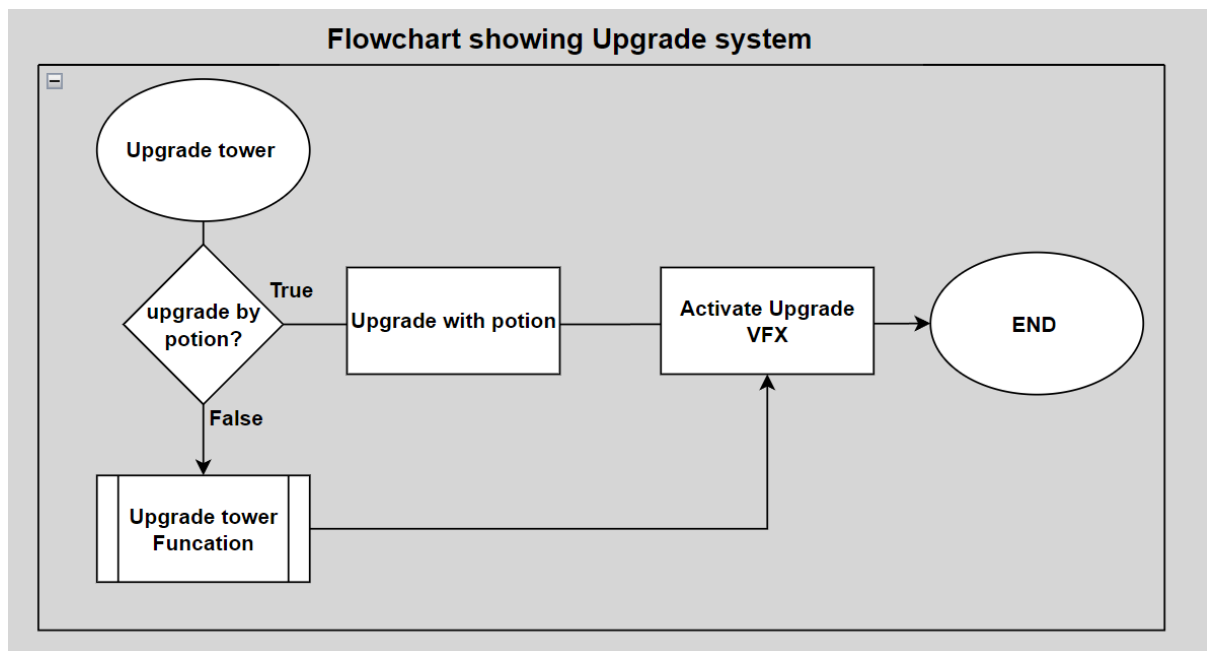 Flowchart showing Upgrade system
Upgrade tower
upgrade by
potion?
True
Upgrade with potion
Activate Upgrade
VFX
END
False
Upgrade tower
Funcation